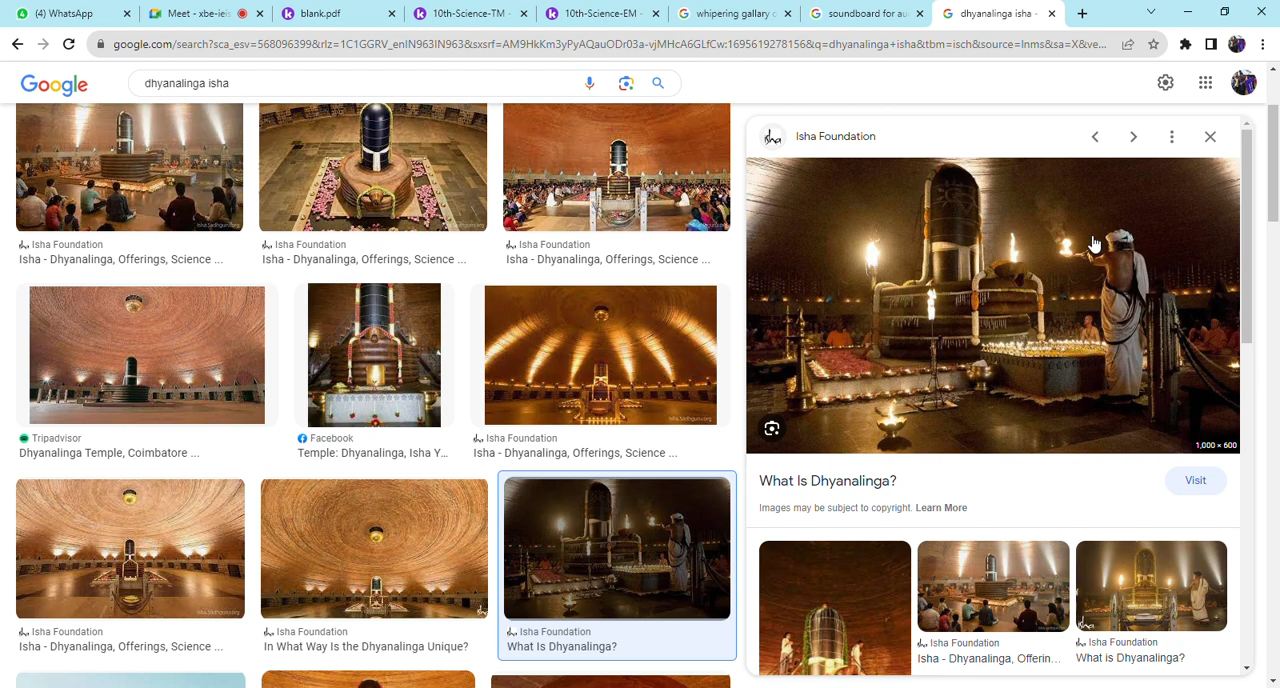 (4) WhatsApp
Meet - xbe-eis
blank.pdf
10th-Science-TM -
10th-Science-EM -
whipering gallary c
soundboard for au
dhyanalinga isha -
google.com/search?sca_esv=568096399&rlz=1C1GGRV_enIN963IN963&sxsrf=AM9HkKm3yPyAQauODr03a-vjMHcA6GLfCw:1695619278156&q=dhyanalinga+isha&tbm=isch&source=lnms&sa=X&ve...
Google
dhyanalinga isha
Isha Foundation
Isha - Dhyanalinga, Offerings, Science ...
Isha Foundation
Isha - Dhyanalinga, Offerings, Science ...
Isha Foundation
Isha - Dhyanalinga, Offerings, Science ...
Tripadvisor
Dhyanalinga Temple, Coimbatore ...
Facebook
Temple: Dhyanalinga, Isha Y...
Isha Foundation
Isha - Dhyanalinga, Offerings, Science ...
Isha Foundation
Isha - Dhyanalinga, Offerings, Science ...
Isha Foundation
In What Way Is the Dhyanalinga Unique?
Isha Foundation
What Is Dhyanalinga?
isha
Isha Foundation
1,000 × 600
What Is Dhyanalinga?
Visit
Images may be subject to copyright. Learn More
Isha Foundation
Isha - Dhyanalinga, Offerin...
Isha Foundation
What is Dhyanalinga?